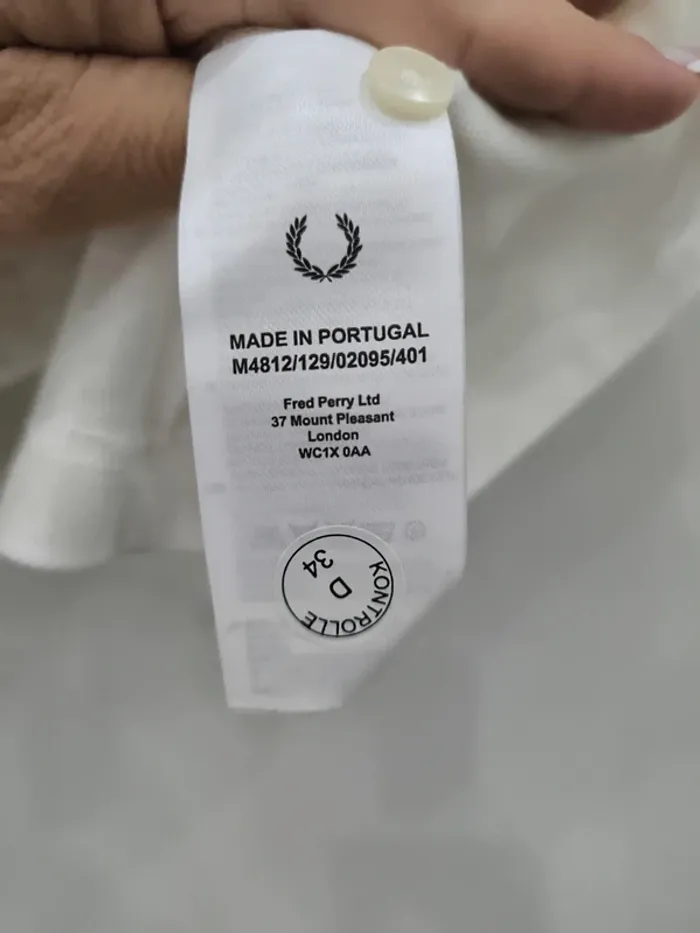 MADE IN PORTUGAL
M4812/129/02095/401
Fred Perry Ltd
37 Mount Pleasant
London
WC1X 0AA
34
D
KONTROLLE